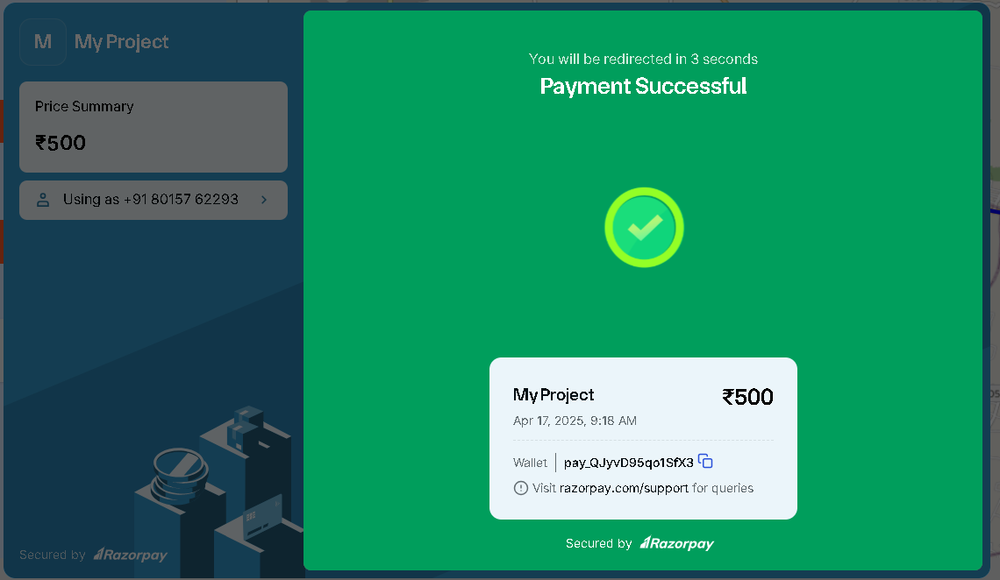 M My Project
Price Summary
₹500
Using as +91 80157 62293
Secured by Razorpay
You will be redirected in 3 seconds
Payment Successful
My Project ₹500
Apr 17, 2025, 9:18 AM
Wallet | pay_QJyvD95qo1SfX3
Visit razorpay.com/support for queries
Secured by Razorpay